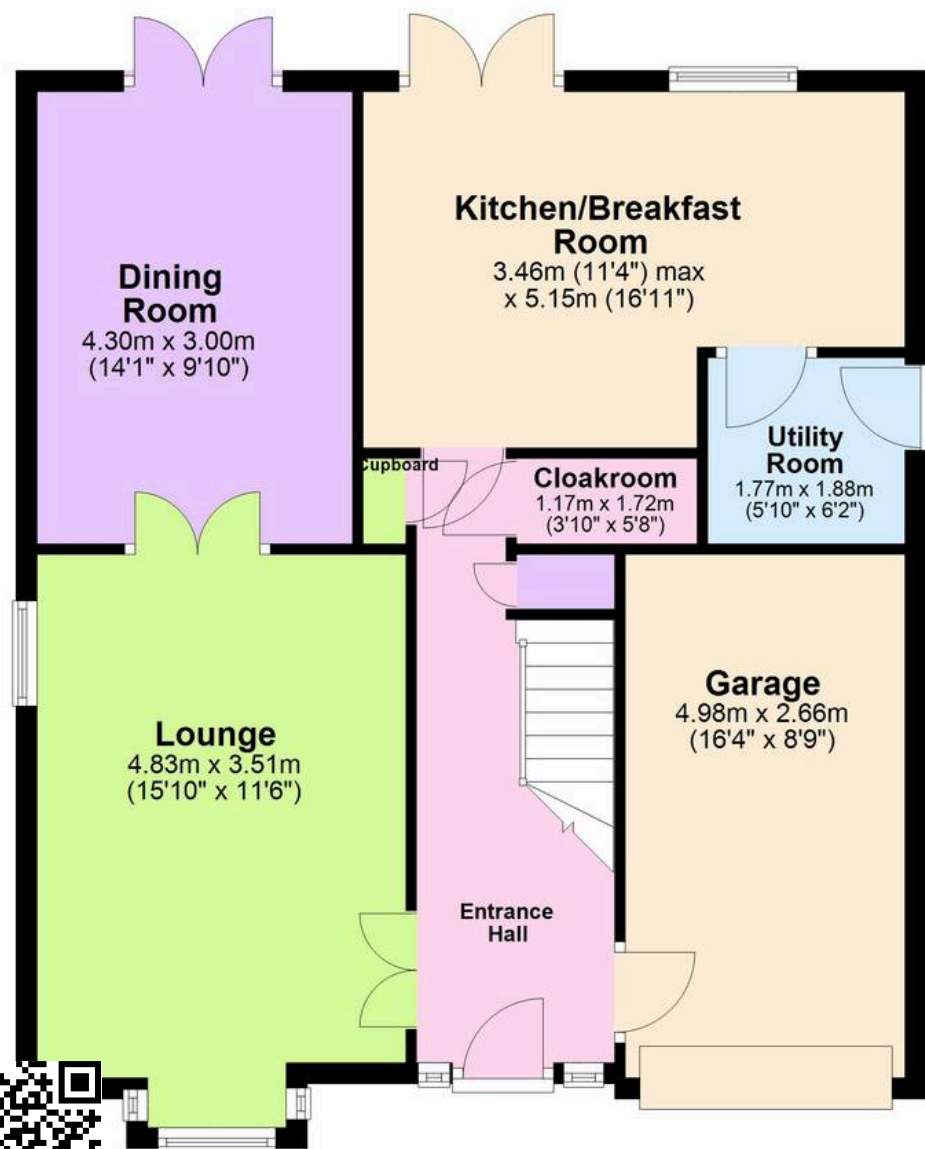 Kitchen/Breakfast
Room
3.46m (11'4") max
x 5.15m (16'11")
Dining
Room
4.30m x 3.00m
(14'1" x 9'10")
Utility
Room
1.77m x 1.88m
(5'10" x 6'2")
Cupboard
Cloakroom
1.17m x 1.72m
(3'10" x 5'8")
Garage
4.98m x 2.66m
(16'4" x 8'9")
Lounge
4.83m x 3.51m
(15'10" x 11'6")
Entrance
Hall